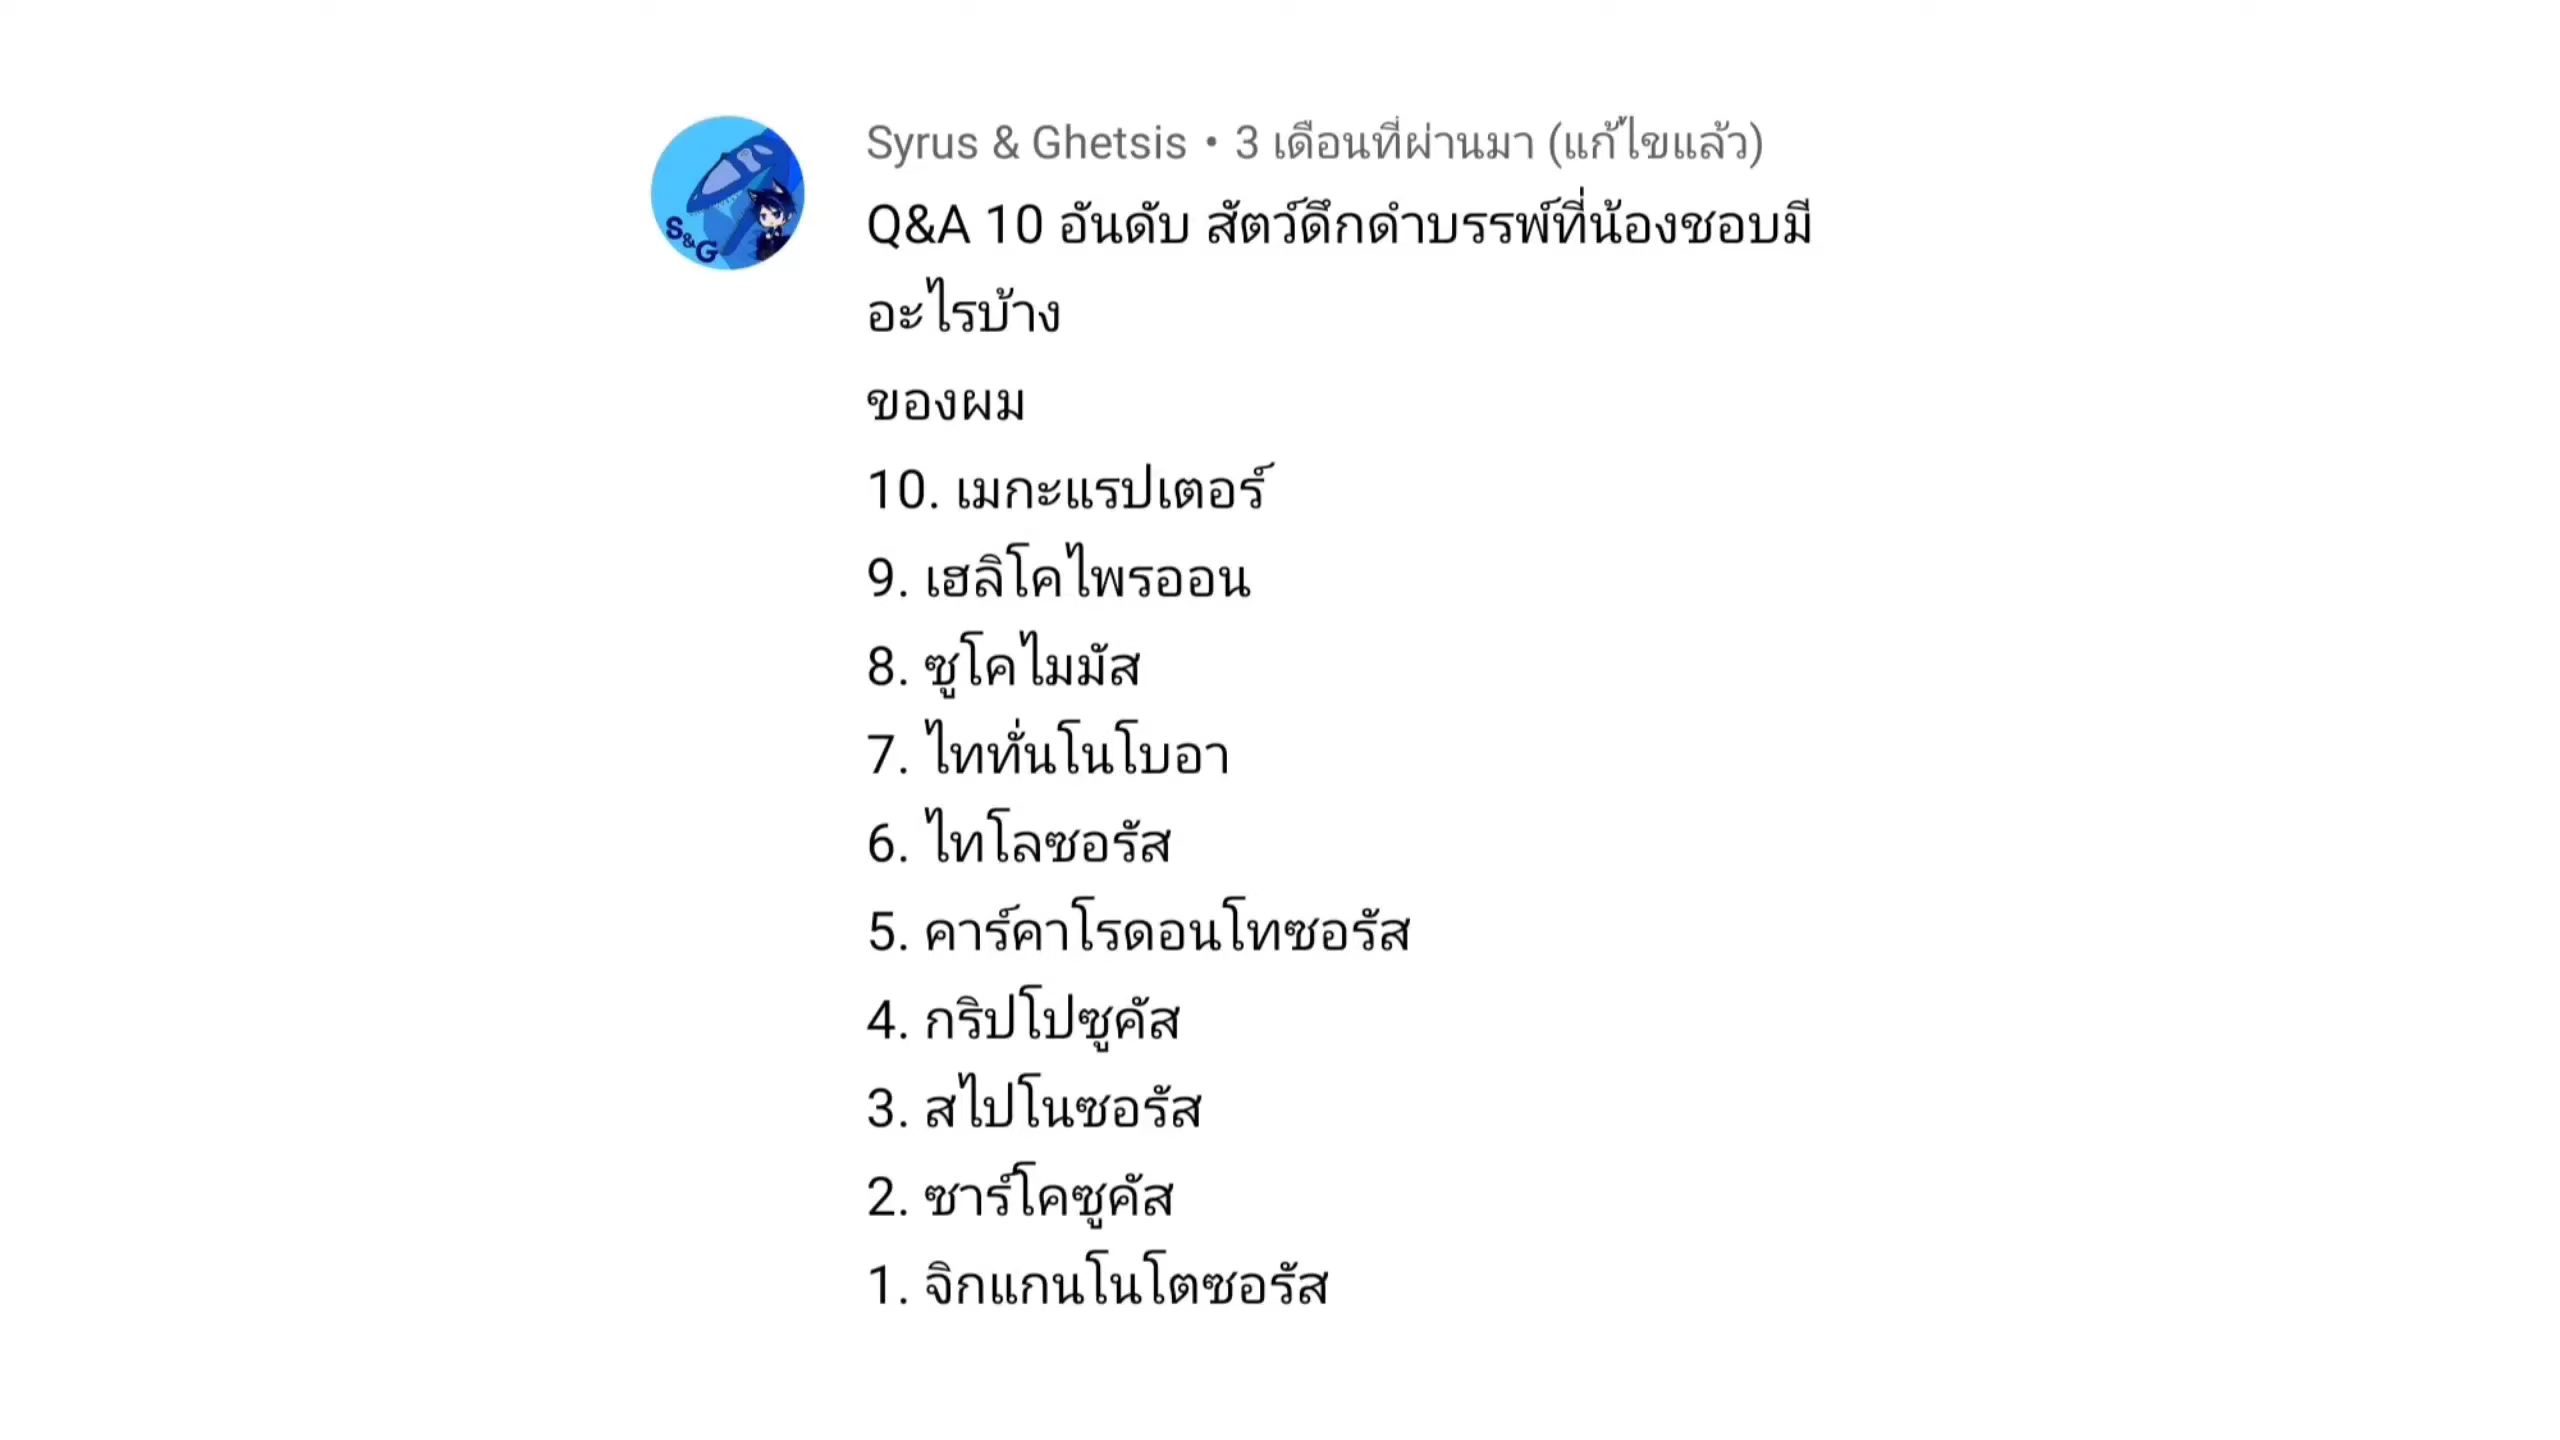 S&G
Syrus & Ghetsis • 3 เดือนที่ผ่านมา (แก้ไขแล้ว)
Q&A 10 อันดับ สัตว์ดึกดำบรรพ์ที่น้องชอบมี
อะไรบ้าง
ของผม
10. เมกะแรปเตอร์
9. เฮลิโคไพรออน
8. ซูโคไมมัส
7. ไททั่นโนโบอา
6. ไทโลซอรัส
5. คาร์คาโรดอนโทซอรัส
4. กริปโปซูคัส
3. สไปโนซอรัส
2. ซาร์โคซูคัส
1. จิกแกนโนโตซอรัส